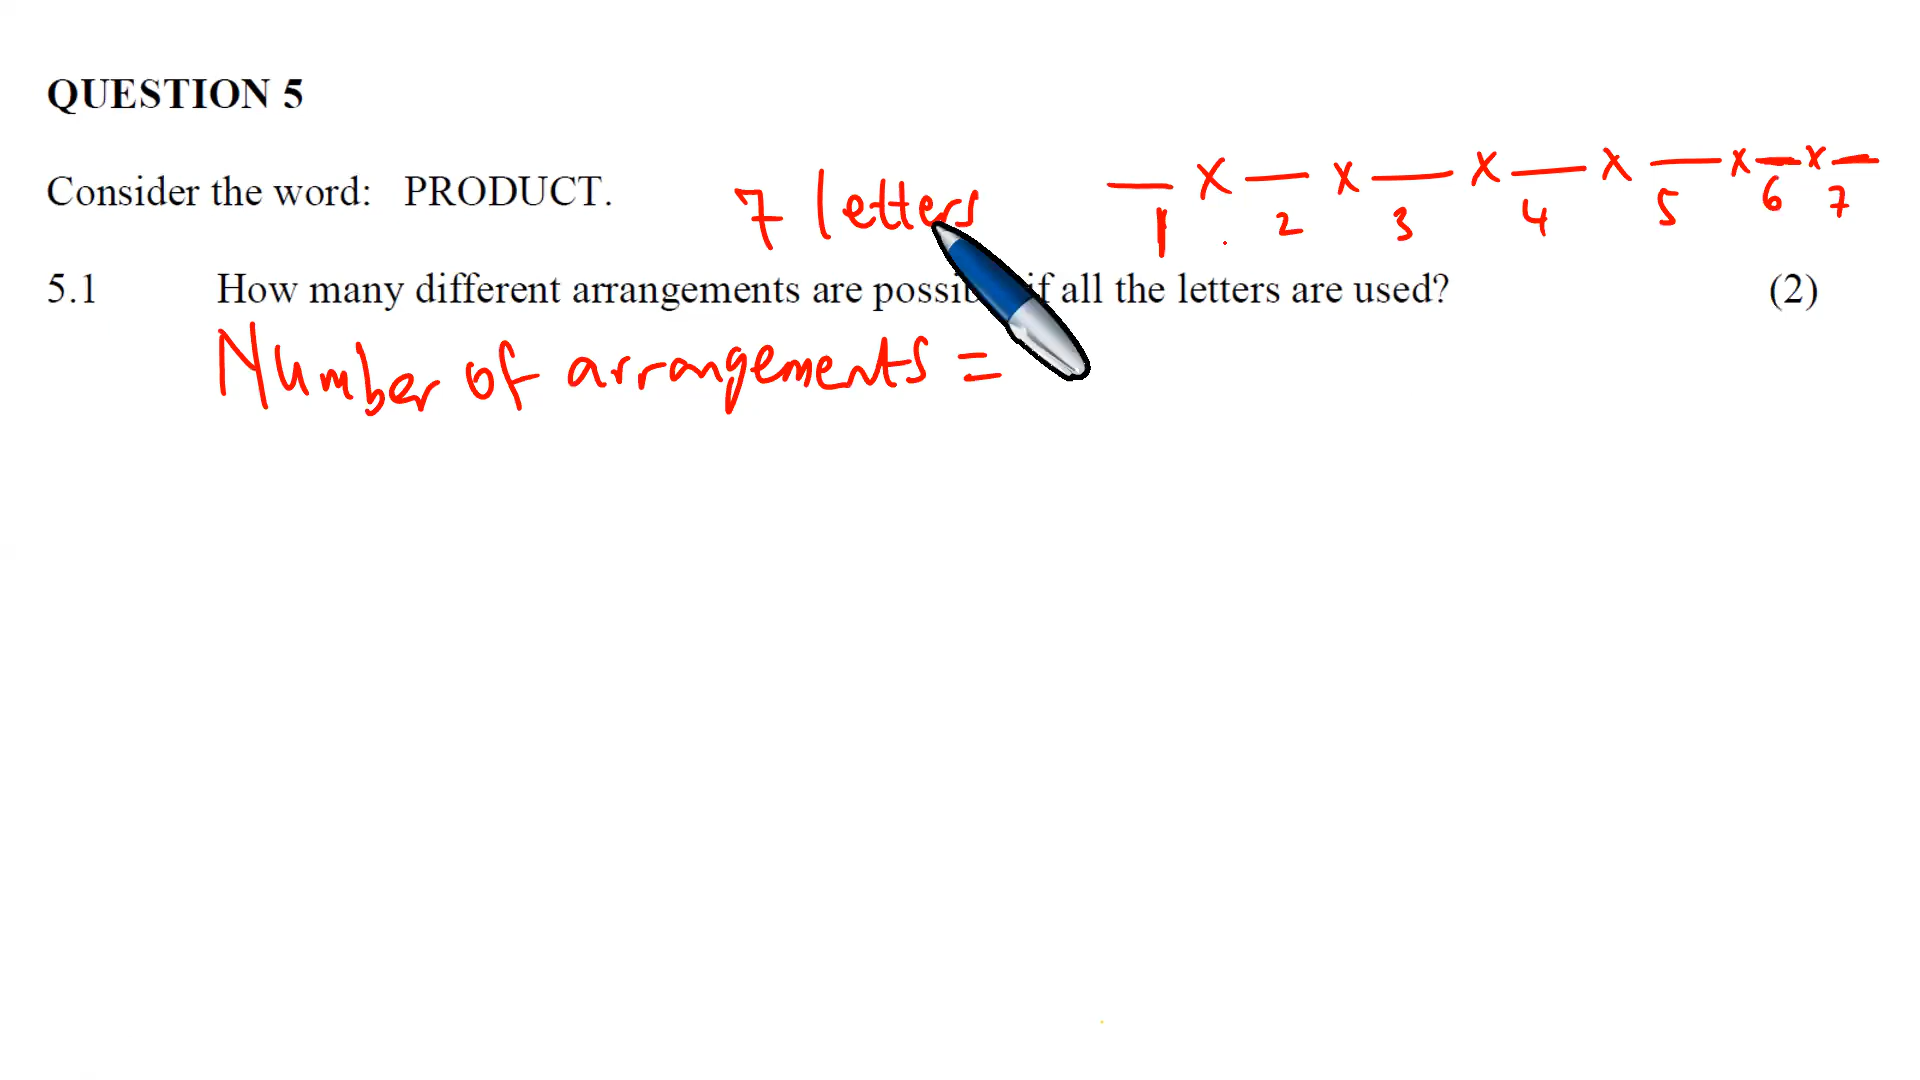 QUESTION 5
Consider the word: PRODUCT.
7 letters
_ x _ x _ x _ x _ x _ x _
1 2 3 4 5 6 7
5.1 How many different arrangements are possible if all the letters are used? (2)
Number of arrangements =